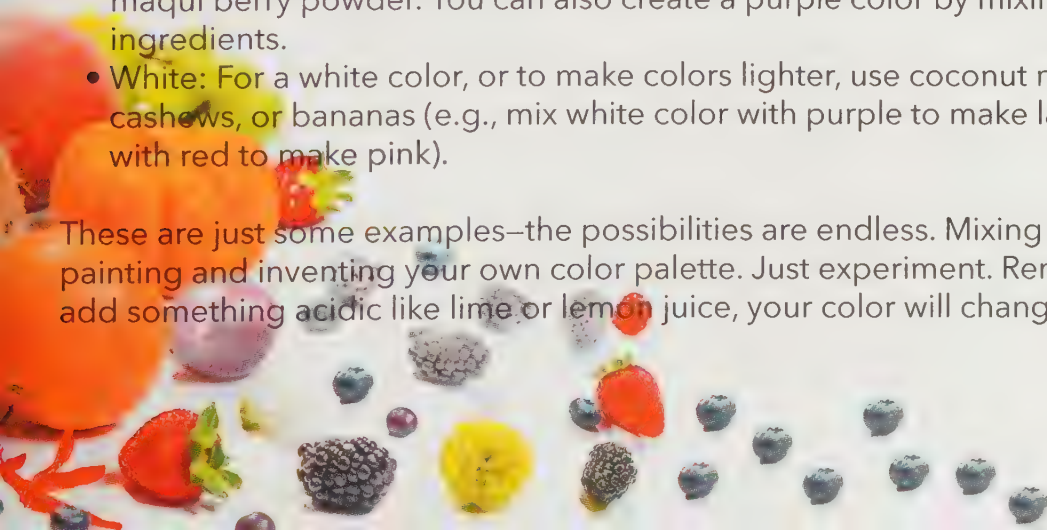 maqui berry powder. You can also create a purple color by mixin
ingredients.
• White: For a white color, or to make colors lighter, use coconut
cashews, or bananas (e.g., mix white color with purple to make
with red to make pink).
These are just some examples—the possibilities are endless. Mixing
painting and inventing your own color palette. Just experiment.
add something acidic like lime or lemon juice, your color will